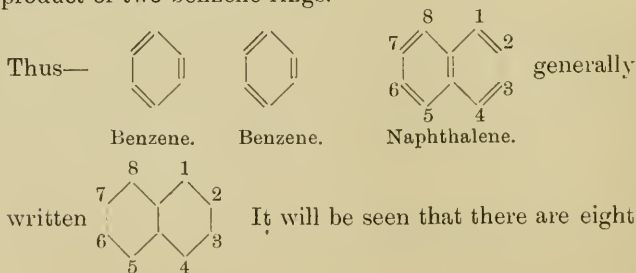 product of two benzene rings.
8 1
Thus— 7 2 generally
6 3
5 4
Benzene. Benzene. Naphthalene.
8 1
7 2
written It will be seen that there are eight
6 3
5 4